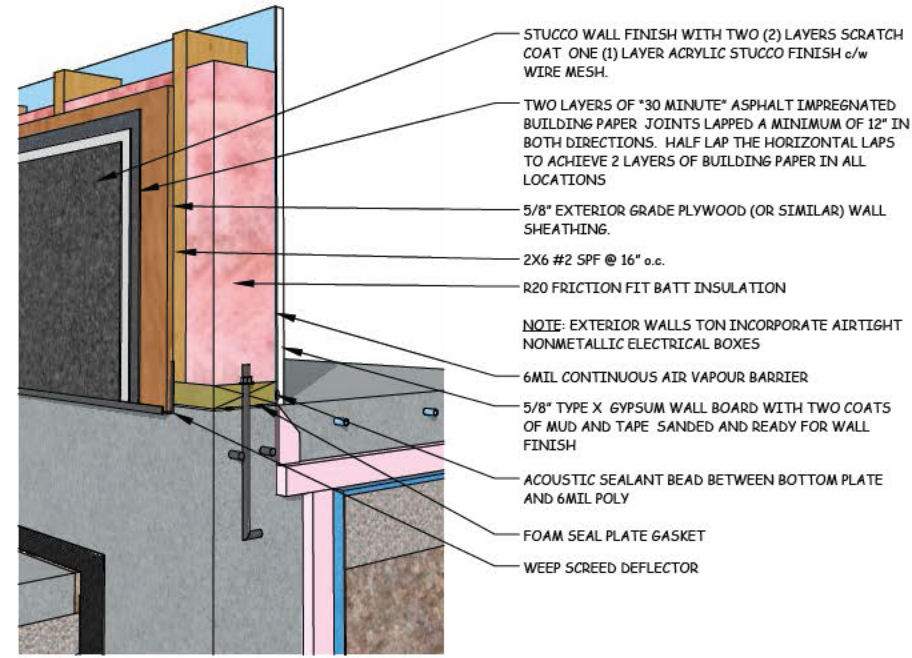 STUCCO WALL FINISH WITH TWO (2) LAYERS SCRATCH
COAT ONE (1) LAYER ACRYLIC STUCCO FINISH c/w
WIRE MESH.
TWO LAYERS OF "30 MINUTE" ASPHALT IMPREGNATED
BUILDING PAPER JOINTS LAPPED A MINIMUM OF 12" IN
BOTH DIRECTIONS. HALF LAP THE HORIZONTAL LAPS
TO ACHIEVE 2 LAYERS OF BUILDING PAPER IN ALL
LOCATIONS
5/8" EXTERIOR GRADE PLYWOOD (OR SIMILAR) WALL
SHEATHING.
2X6 #2 SPF @ 16" o.c.
R20 FRICTION FIT BATT INSULATION
NOTE: EXTERIOR WALLS TON INCORPORATE AIRTIGHT
NONMETALLIC ELECTRICAL BOXES
6MIL CONTINUOUS AIR VAPOUR BARRIER
5/8" TYPE X GYPSUM WALL BOARD WITH TWO COATS
OF MUD AND TAPE SANDED AND READY FOR WALL
FINISH
ACOUSTIC SEALANT BEAD BETWEEN BOTTOM PLATE
AND 6MIL POLY
FOAM SEAL PLATE GASKET
WEEP SCREED DEFLECTOR